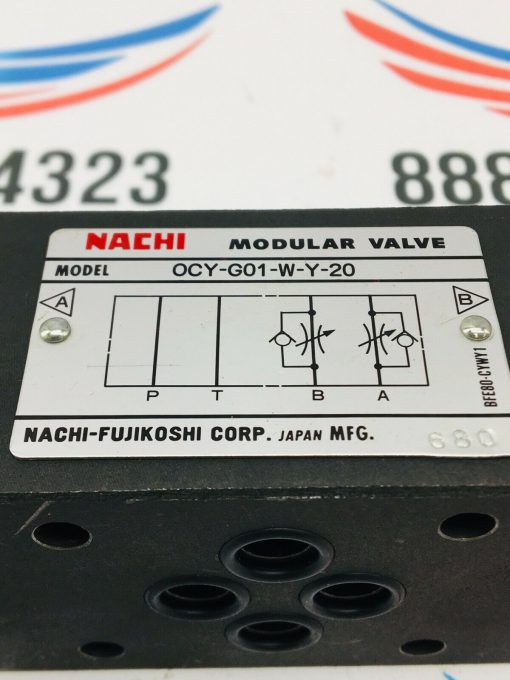 4323
888
NACHI MODULAR VALVE
MODEL OCY-G01-W-Y-20
A B
P T B A
BFE80-CYWY1
NACHI-FUJIKOSHI CORP. JAPAN MFG.
680